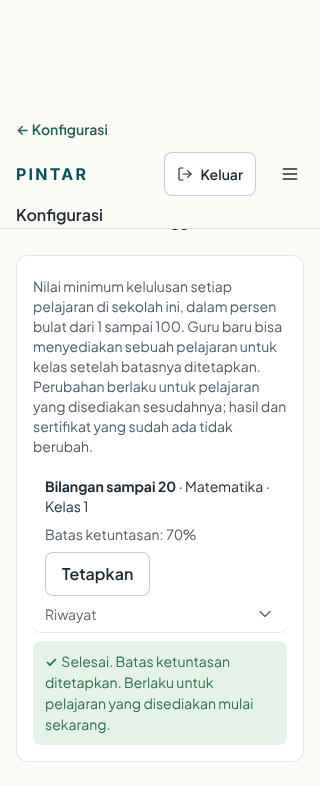 ← Konfigurasi
PINTAR
Keluar
Konfigurasi
Nilai minimum kelulusan setiap
pelajaran di sekolah ini, dalam persen
bulat dari 1 sampai 100. Guru baru bisa
menyediakan sebuah pelajaran untuk
kelas setelah batasnya ditetapkan.
Perubahan berlaku untuk pelajaran
yang disediakan sesudahnya; hasil dan
sertifikat yang sudah ada tidak
berubah.
Bilangan sampai 20 · Matematika ·
Kelas 1
Batas ketuntasan: 70%
Tetapkan
Riwayat
✓ Selesai. Batas ketuntasan
ditetapkan. Berlaku untuk
pelajaran yang disediakan mulai
sekarang.